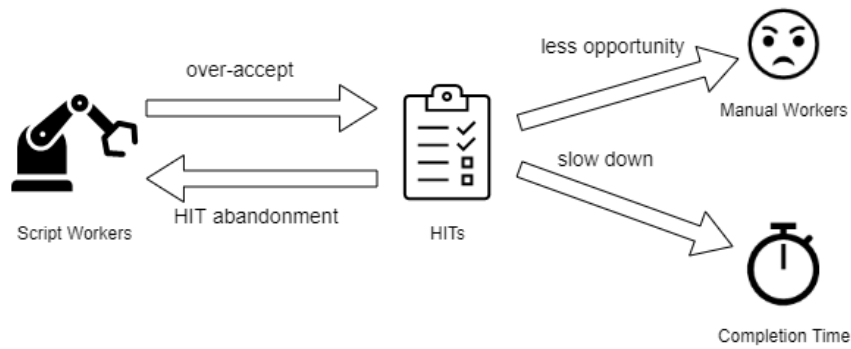 over-accept
HIT abandonment
Script Workers
HITs
less opportunity
Manual Workers
slow down
Completion Time